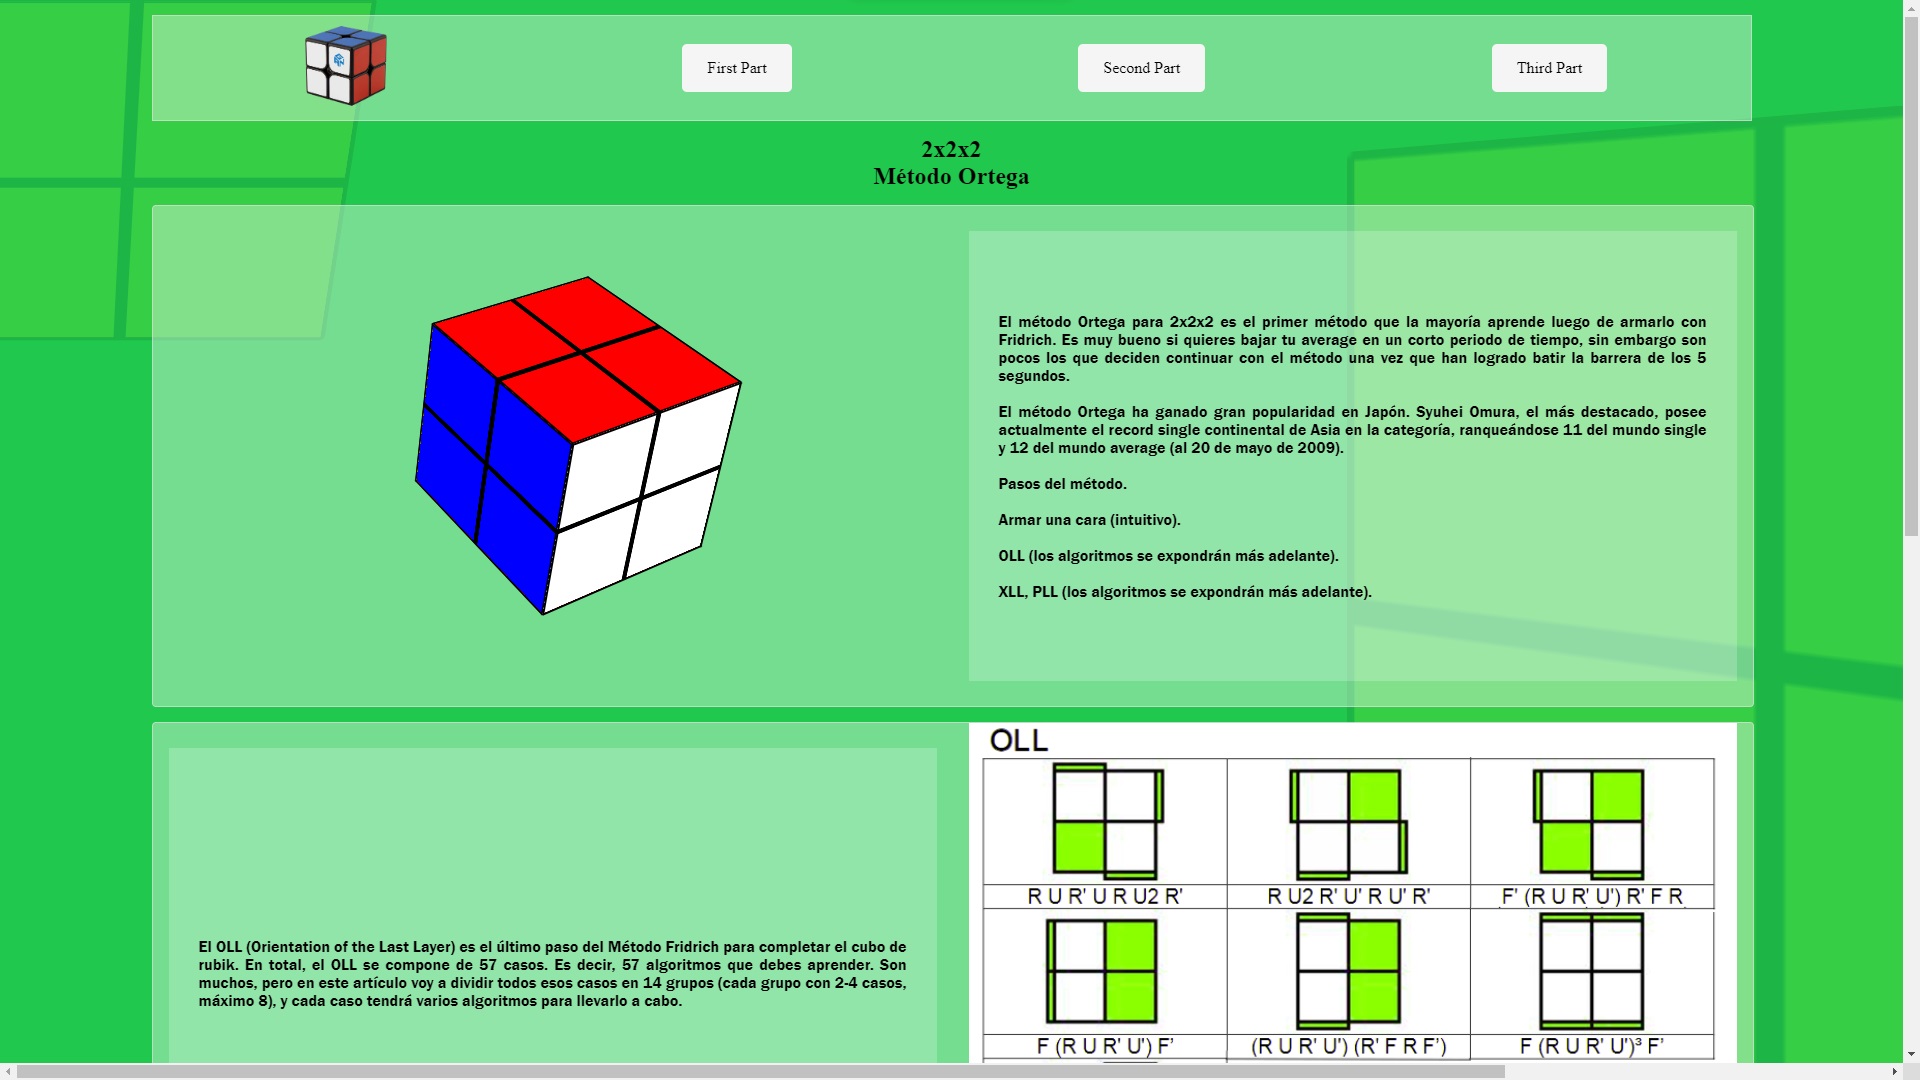 First Part
Second Part
Third Part
2x2x2
Método Ortega
El método Ortega para 2x2x2 es el primer método que la mayoría aprende luego de armarlo con
Fridrich. Es muy bueno si quieres bajar tu average en un corto periodo de tiempo, sin embargo son
pocos los que deciden continuar con el método una vez que han logrado batir la barrera de los 5
segundos.
El método Ortega ha ganado gran popularidad en Japón. Syuhei Omura, el más destacado, posee
actualmente el record single continental de Asia en la categoría, ranqueándose 11 del mundo single
y 12 del mundo average (al 20 de mayo de 2009).
Pasos del método.
Armar una cara (intuitivo).
OLL (los algoritmos se expondrán más adelante).
XLL, PLL (los algoritmos se expondrán más adelante).
El OLL (Orientation of the Last Layer) es el último paso del Método Fridrich para completar el cubo de
rubik. En total, el OLL se compone de 57 casos. Es decir, 57 algoritmos que debes aprender. Son
muchos, pero en este artículo voy a dividir todos esos casos en 14 grupos (cada grupo con 2-4 casos,
máximo 8), y cada caso tendrá varios algoritmos para llevarlo a cabo.
OLL
R U R' U R U2 R'
R U2 R' U' R U' R'
F' (R U R' U') R' F R
F (R U R' U') F'
(R U R' U') (R' F R F')
F (R U R' U')³ F'